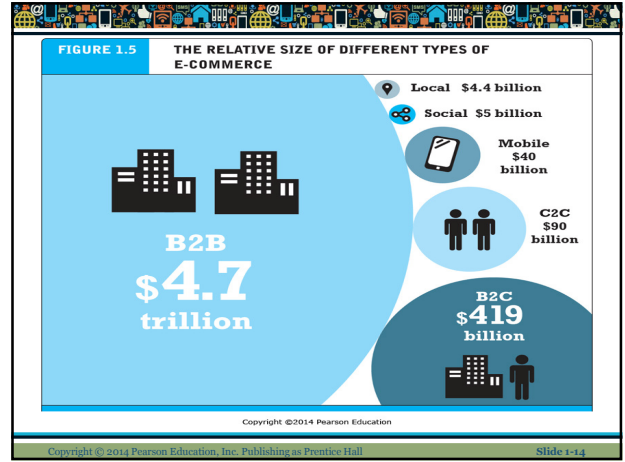 FIGURE 1.5
THE RELATIVE SIZE OF DIFFERENT TYPES OF
E-COMMERCE
Local $4.4 billion
Social $5 billion
Mobile
$40
billion
C2C
$90
billion
B2B
$4.7
trillion
B2C
$419
billion
Copyright ©2014 Pearson Education
Copyright © 2014 Pearson Education, Inc. Publishing as Prentice Hall
Slide 1-14